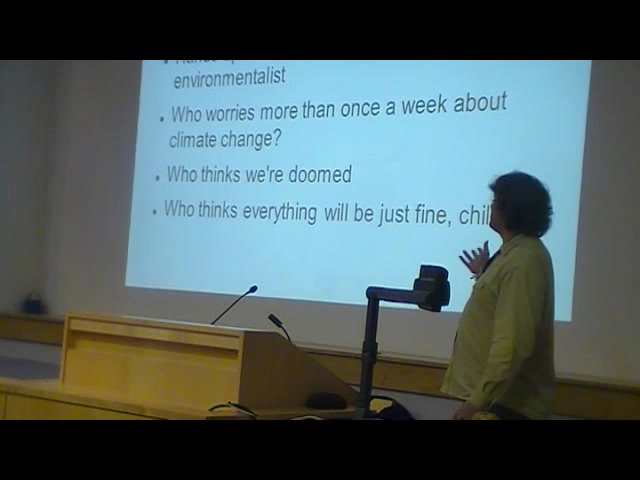 environmentalist
Who worries more than once a week about
climate change?
Who thinks we're doomed
Who thinks everything will be just fine,